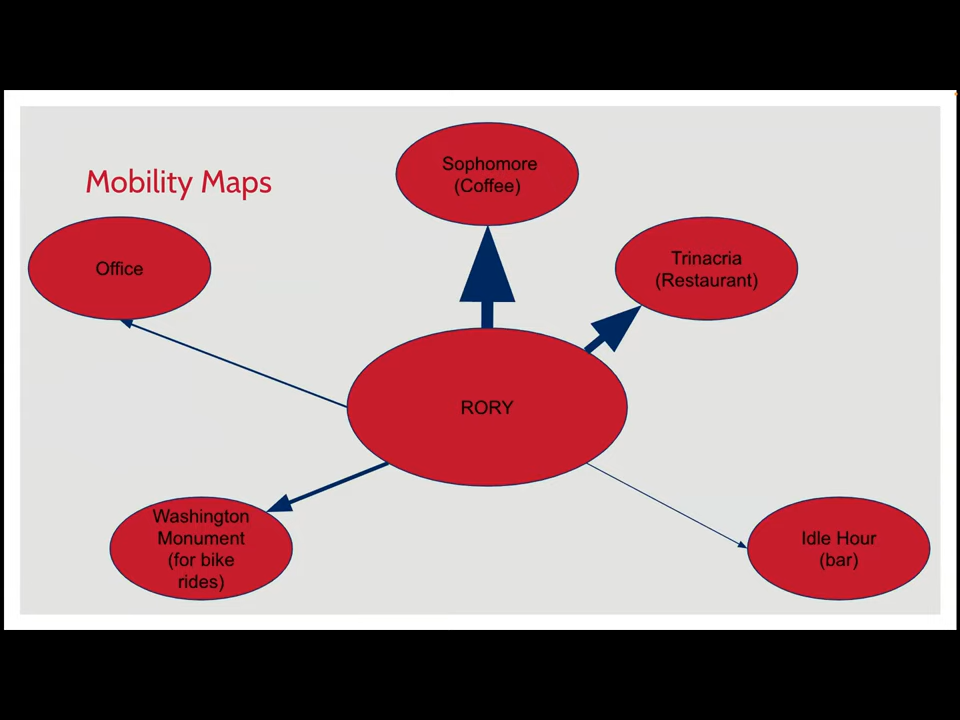 Mobility Maps
Sophomore
(Coffee)
Office
Trinacria
(Restaurant)
RORY
Washington
Monument
(for bike
rides)
Idle Hour
(bar)